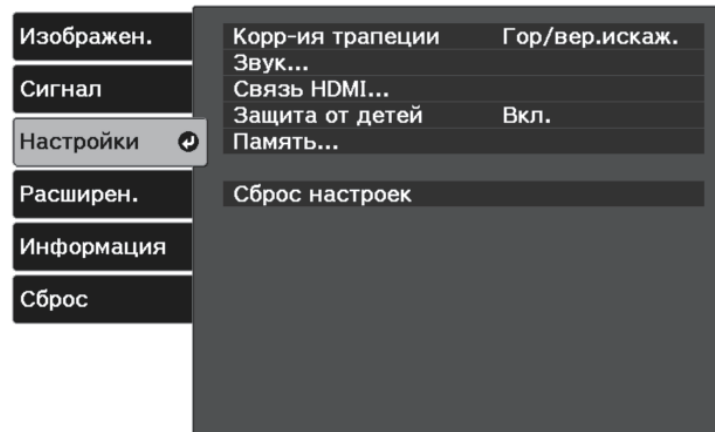 Изображен.
Сигнал
Настройки
Расширен.
Информация
Сброс
Корр-ия трапеции Гор/вер.искаж.
Звук...
Связь HDMI...
Защита от детей Вкл.
Память...
Сброс настроек